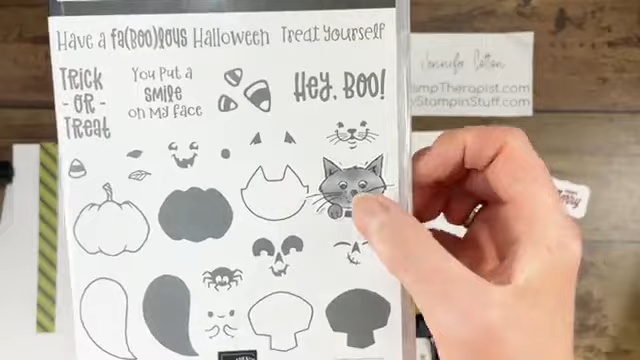 Have a fa(Boo)lous Halloween Treat Yourself
TRICK
- OR -
TREAT
You Put a
SMILE
on My Face
HEY, BOO!
Jennifer
mpTherapist.com
yStampinStuff.com